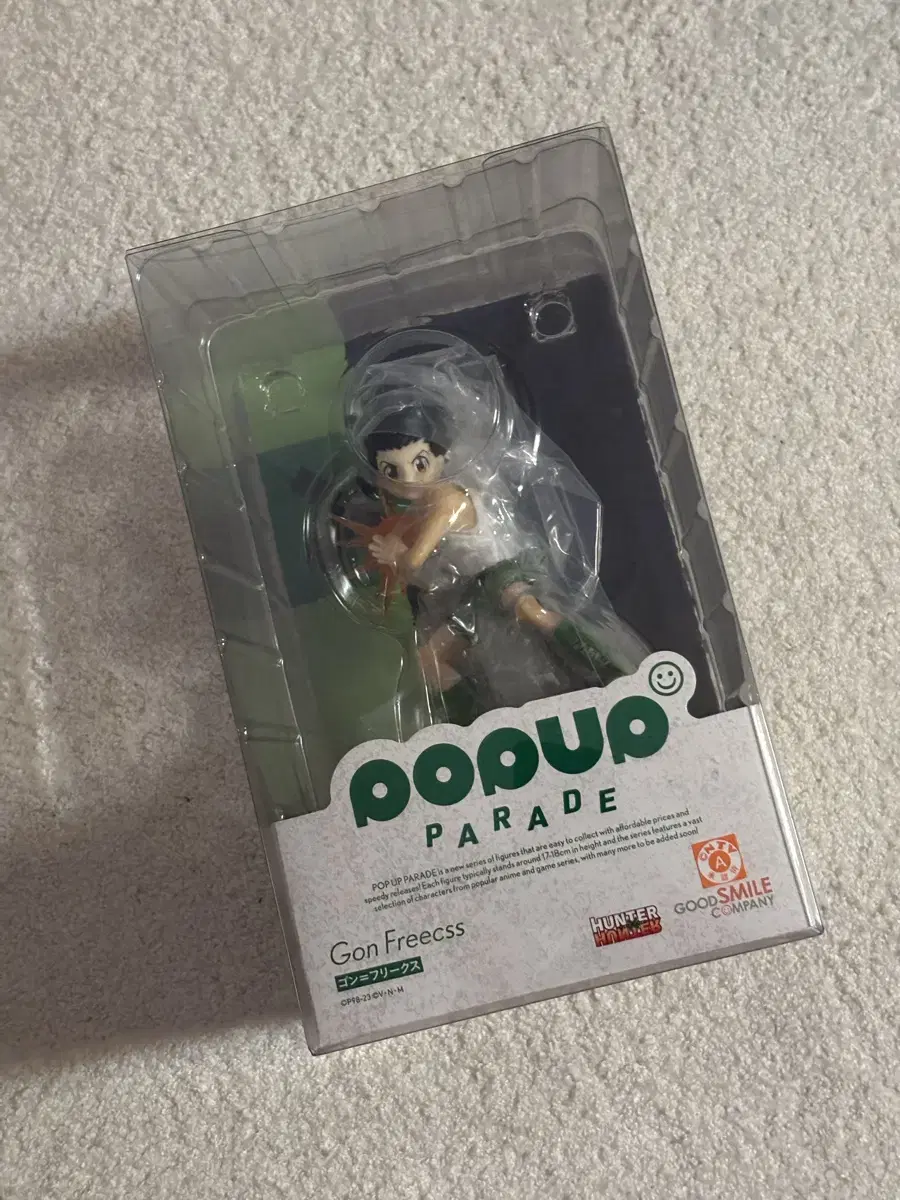 POPUP
PARADE
POP UP PARADE is a new series of figures that are easy to collect with affordable prices and
speedy releases! Each figure typically stands around 17-18cm in height and the series features a vast
selection of characters from popular anime and game series, with many more to be added soon!
Gon Freecss
ゴン=フリークス
©P98-23 ©V・N・M
HUNTER
HUNTER
A
GOOD SMILE
COMPANY